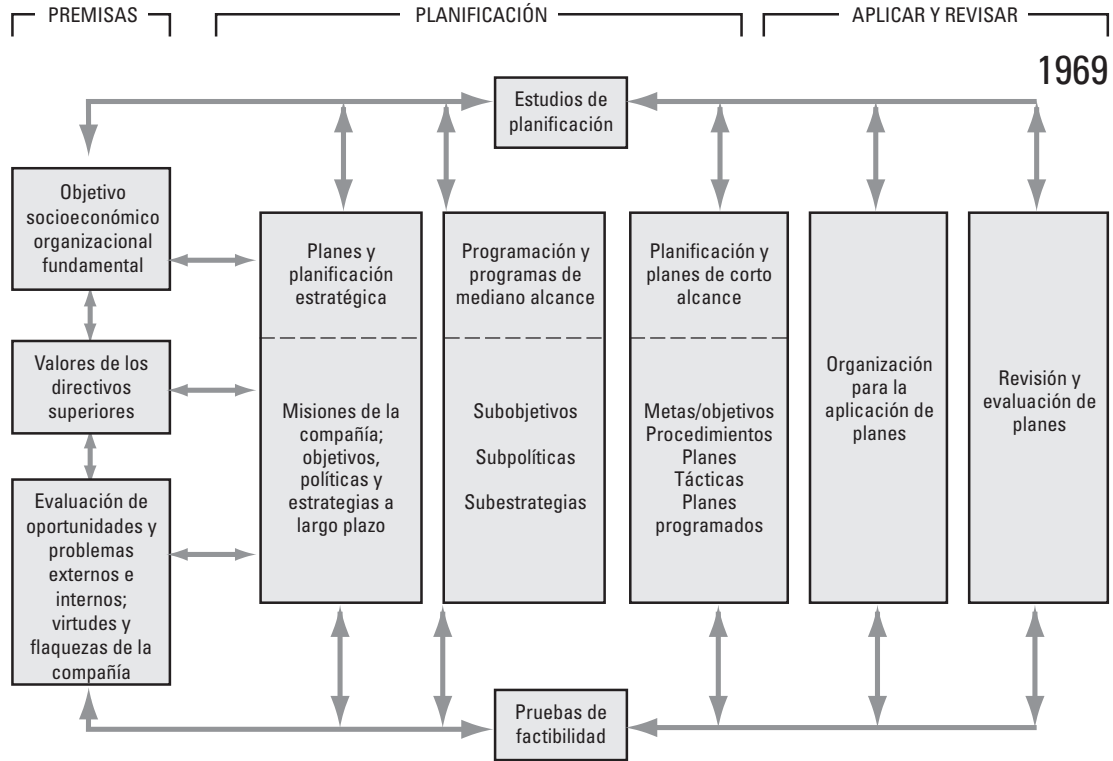 PREMISAS
PLANIFICACIÓN
APLICAR Y REVISAR
1969
Estudios de
planificación
Objetivo
socioeconómico
organizacional
fundamental
Valores de los
directivos
superiores
Evaluación de
oportunidades y
problemas
externos e
internos;
virtudes y
flaquezas de la
compañía
Planes y
planificación
estratégica
Misiones de la
compañía;
objetivos,
políticas y
estrategias a
largo plazo
Programación y
programas de
mediano alcance
Subobjetivos
Subpolíticas
Subestrategias
Planificación y
planes de corto
alcance
Metas/objetivos
Procedimientos
Planes
Tácticas
Planes
programados
Organización
para la
aplicación de
planes
Revisión y
evaluación de
planes
Pruebas de
factibilidad